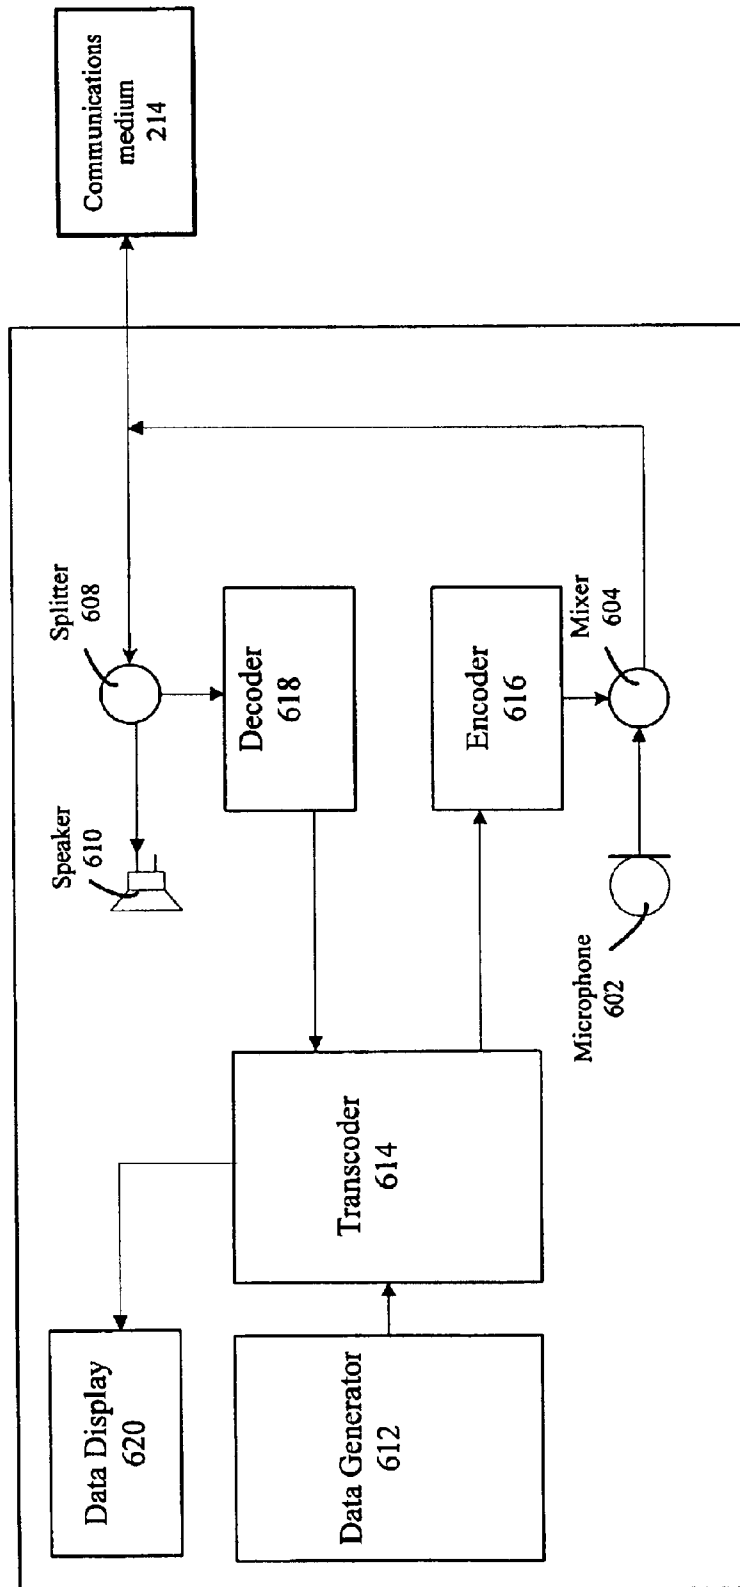 Communications
medium
214
Splitter
608
Speaker
610
Decoder
618
Encoder
616
Mixer
604
Microphone
602
Transcoder
614
Data Display
620
Data Generator
612